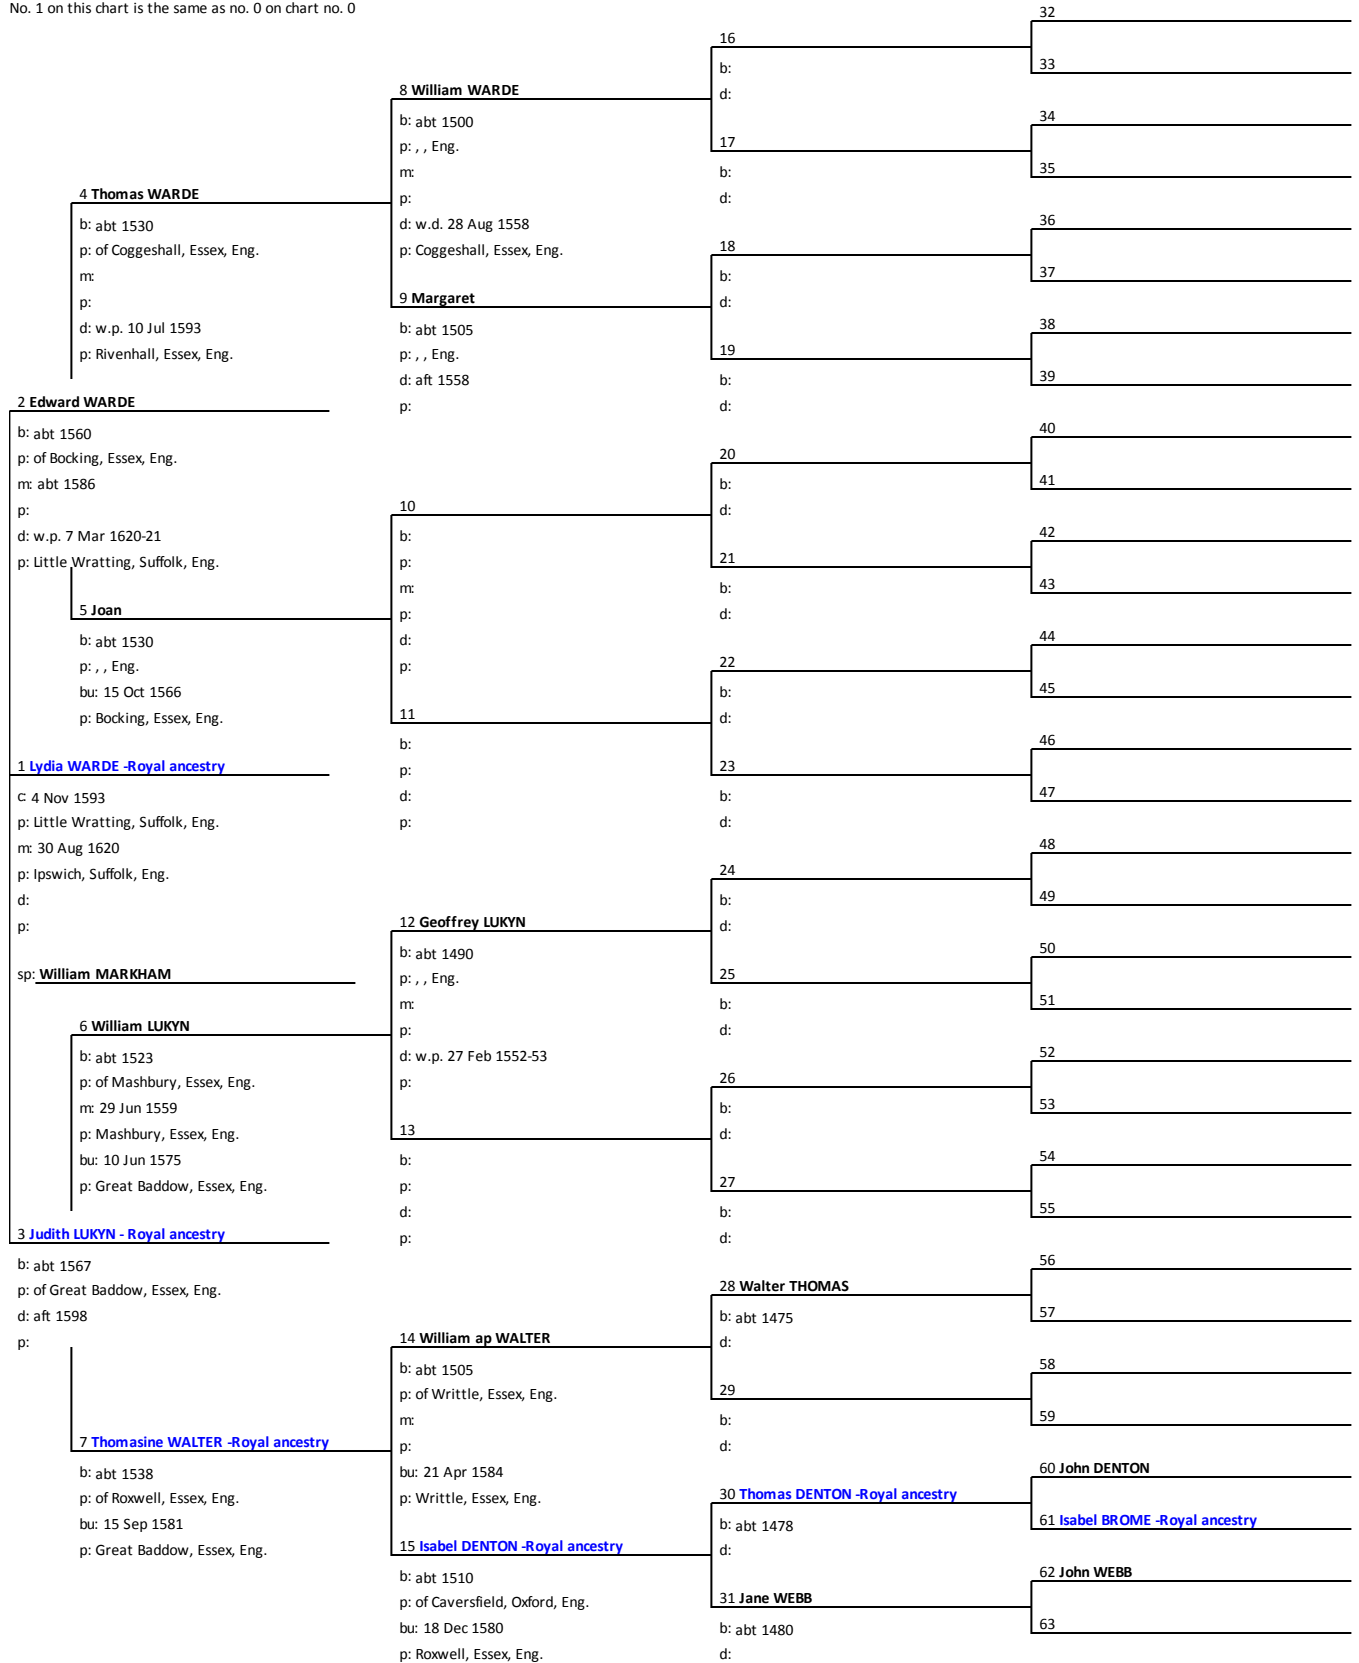 No. 1 on this chart is the same as no. 0 on chart no. 0
2 Edward WARDE
b: abt 1560
p: of Bocking, Essex, Eng.
m: abt 1586
p:
d: w.p. 7 Mar 1620-21
p: Little Wratting, Suffolk, Eng.
1 Lydia WARDE -Royal ancestry
c: 4 Nov 1593
p: Little Wratting, Suffolk, Eng.
m: 30 Aug 1620
p: Ipswich, Suffolk, Eng.
d:
p:
sp: William MARKHAM
3 Judith LUKYN - Royal ancestry
b: abt 1567
p: of Great Baddow, Essex, Eng.
d: aft 1598
p:
4 Thomas WARDE
b: abt 1530
p: of Coggeshall, Essex, Eng.
m:
p:
d: w.p. 10 Jul 1593
p: Rivenhall, Essex, Eng.
5 Joan
b: abt 1530
p: , , Eng.
bu: 15 Oct 1566
p: Bocking, Essex, Eng.
6 William LUKYN
b: abt 1523
p: of Mashbury, Essex, Eng.
m: 29 Jun 1559
p: Mashbury, Essex, Eng.
bu: 10 Jun 1575
p: Great Baddow, Essex, Eng.
7 Thomasine WALTER -Royal ancestry
b: abt 1538
p: of Roxwell, Essex, Eng.
bu: 15 Sep 1581
p: Great Baddow, Essex, Eng.
8 William WARDE
b: abt 1500
p: , , Eng.
m:
p:
d: w.d. 28 Aug 1558
p: Coggeshall, Essex, Eng.
9 Margaret
b: abt 1505
p: , , Eng.
d: aft 1558
p:
10
b:
p:
m:
p:
d:
p:
11
b:
p:
d:
p:
12 Geoffrey LUKYN
b: abt 1490
p: , , Eng.
m:
p:
d: w.p. 27 Feb 1552-53
p:
13
b:
p:
d:
p:
14 William ap WALTER
b: abt 1505
p: of Writtle, Essex, Eng.
m:
p:
bu: 21 Apr 1584
p: Writtle, Essex, Eng.
15 Isabel DENTON -Royal ancestry
b: abt 1510
p: of Caversfield, Oxford, Eng.
bu: 18 Dec 1580
p: Roxwell, Essex, Eng.
16
b:
d:
17
b:
d:
18
b:
d:
19
b:
d:
20
b:
d:
21
b:
d:
22
b:
d:
23
b:
d:
24
b:
d:
25
b:
d:
26
b:
d:
27
b:
d:
28 Walter THOMAS
b: abt 1475
d:
29
b:
d:
30 Thomas DENTON -Royal ancestry
b: abt 1478
d:
31 Jane WEBB
b: abt 1480
d:
32
33
34
35
36
37
38
39
40
41
42
43
44
45
46
47
48
49
50
51
52
53
54
55
56
57
58
59
60 John DENTON
61 Isabel BROME -Royal ancestry
62 John WEBB
63